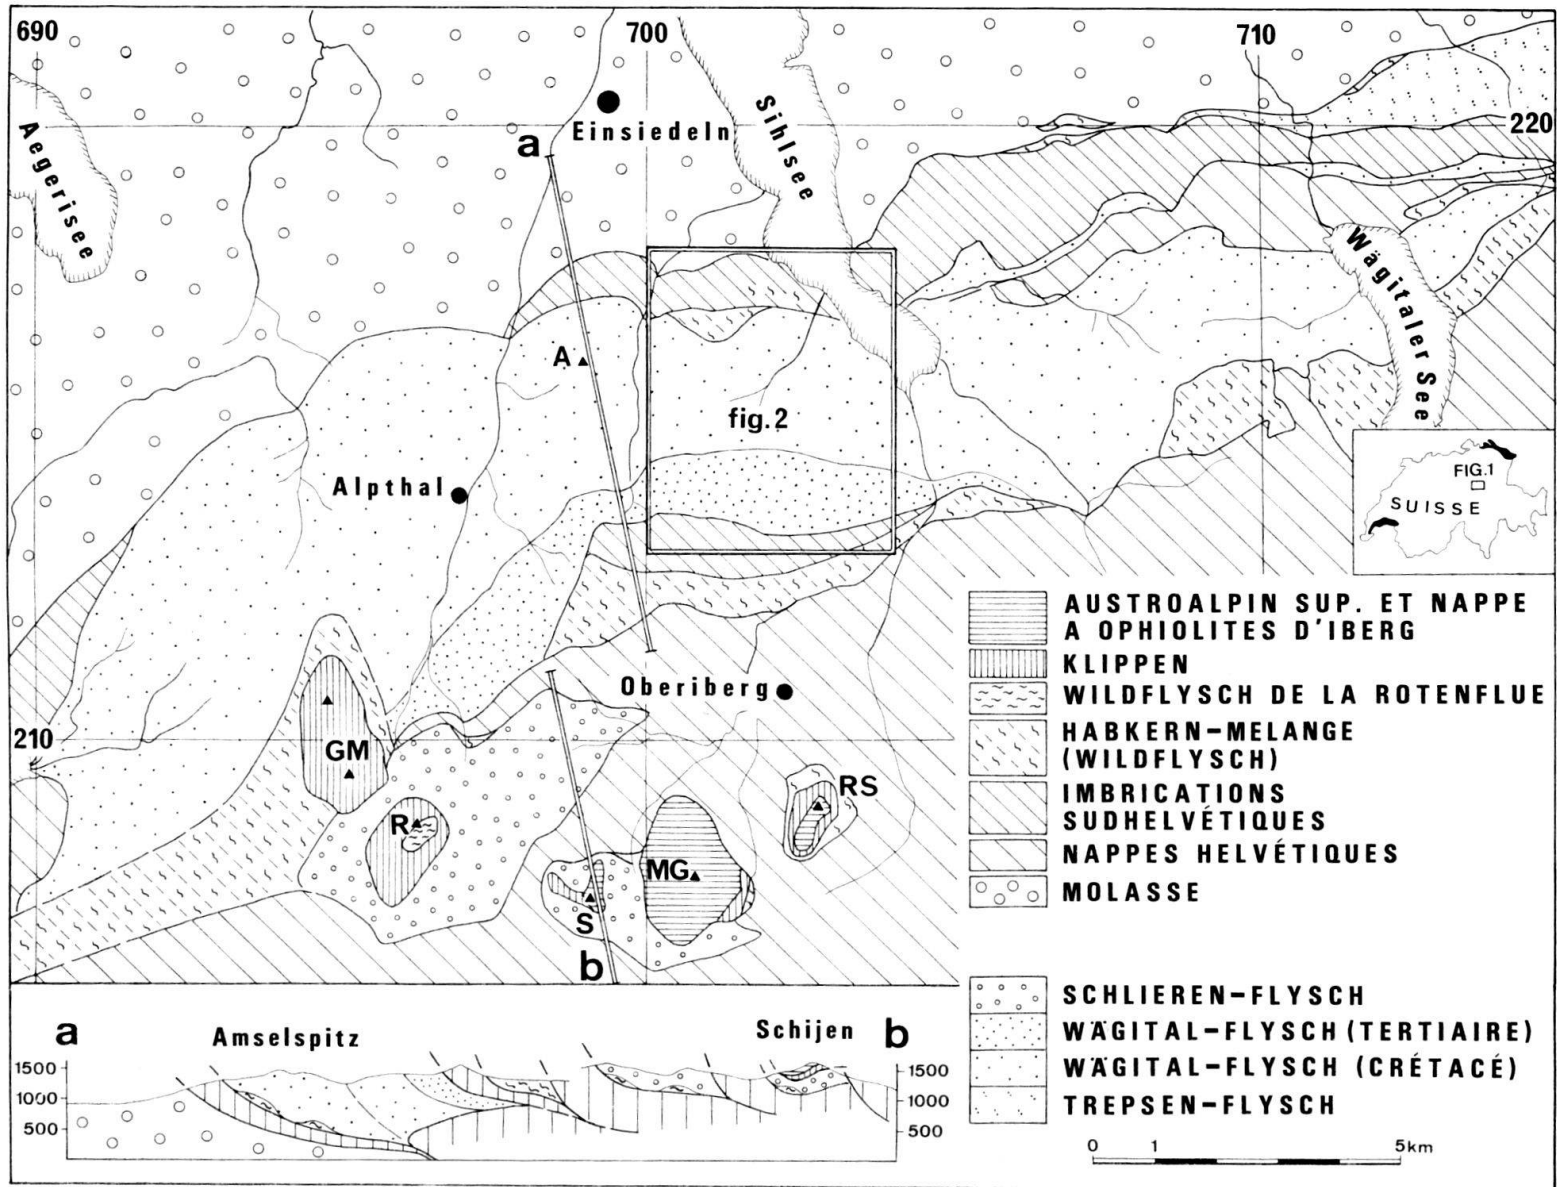 690
700
710
Aegerisee
Einsiedeln
Sihlsee
220
a
Wägitaler See
A
fig.2
Alpthal
FIG.1
SUISSE
Oberiberg
210
GM
R
RS
MG
S
b
AUSTROALPIN SUP. ET NAPPE
A OPHIOLITES D'IBERG
KLIPPEN
WILDFLYSCH DE LA ROTENFLUE
HABKERN-MELANGE
(WILDFLYSCH)
IMBRICATIONS
SUDHELVÉTIQUES
NAPPES HELVÉTIQUES
MOLASSE
SCHLIEREN-FLYSCH
WÄGITAL-FLYSCH (TERTIAIRE)
WÄGITAL-FLYSCH (CRÉTACÉ)
TREPSEN-FLYSCH
0 1 5km
a
Amselspitz
Schijen
b
1500
1000
500
1500
1000
500